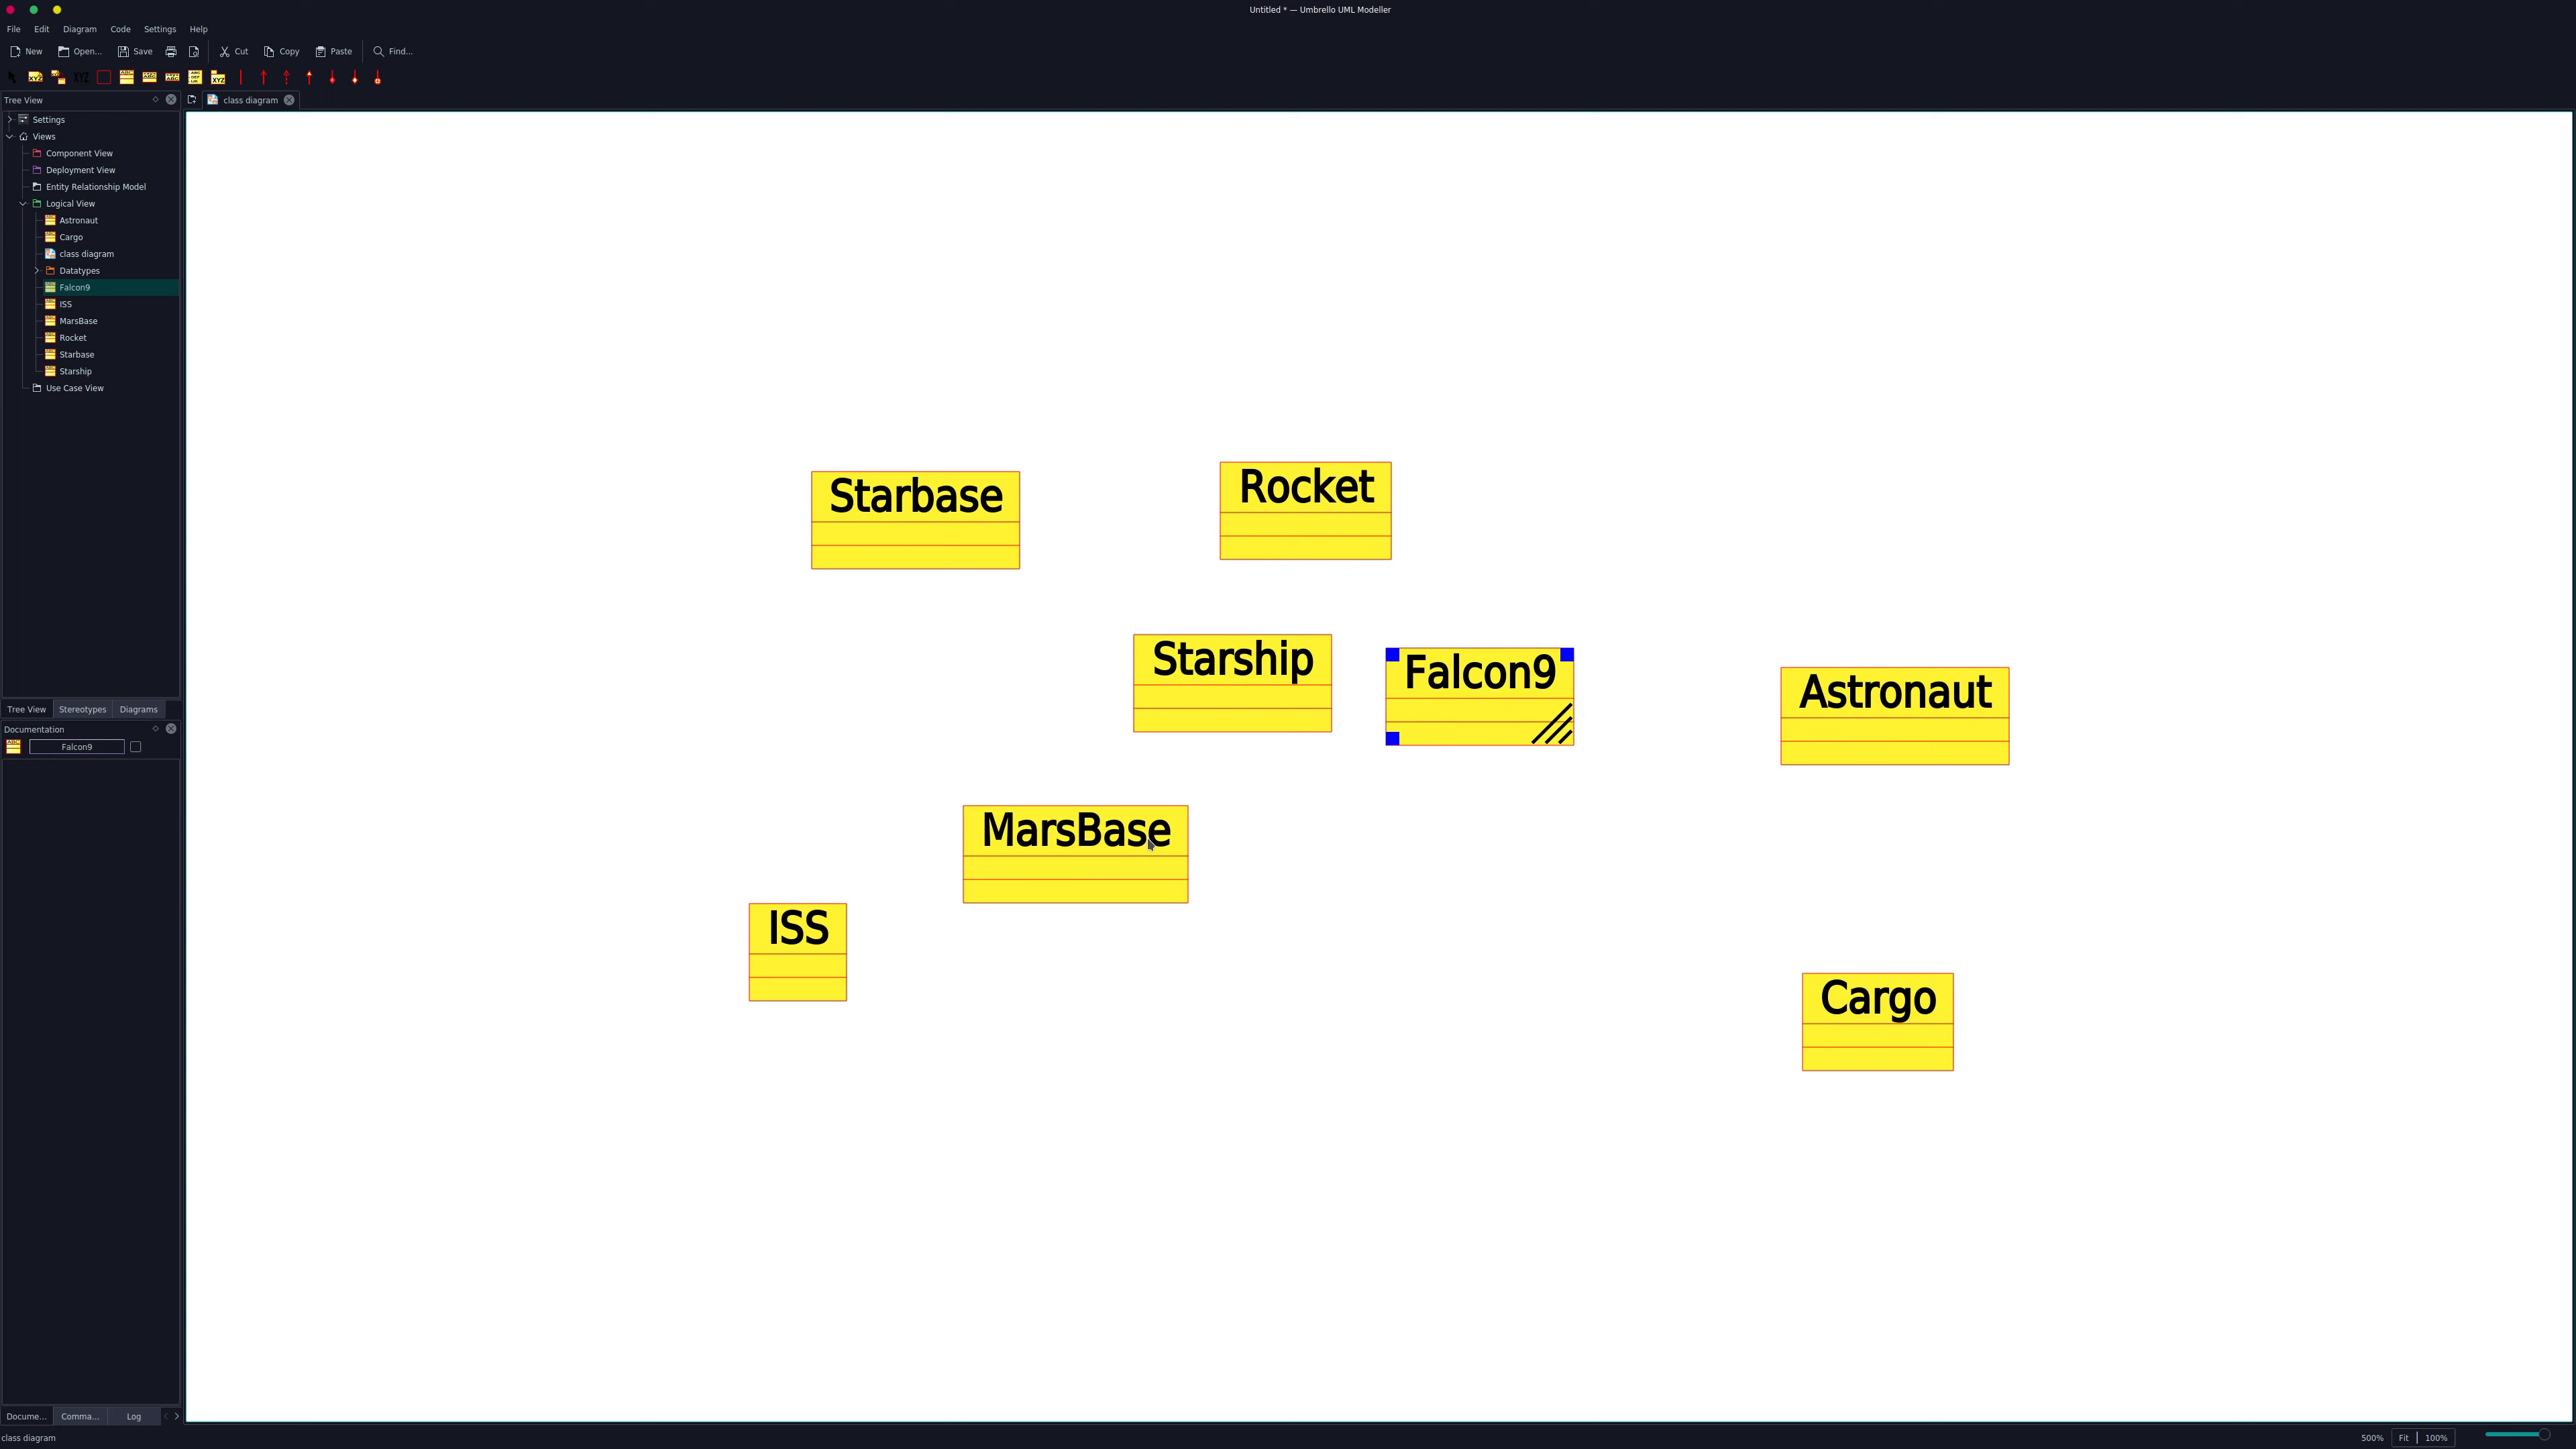 Untitled * — Umbrello UML Modeller
File Edit Diagram Code Settings Help
New Open... Save Cut Copy Paste Find...
Tree View
class diagram
Settings
Views
Component View
Deployment View
Entity Relationship Model
Logical View
Astronaut
Cargo
class diagram
Datatypes
Falcon9
ISS
MarsBase
Rocket
Starbase
Starship
Use Case View
Tree View Stereotypes Diagrams
Documentation
Falcon9
Docume... Comma... Log
Starbase
Rocket
Starship
Falcon9
Astronaut
MarsBase
ISS
Cargo
class diagram
500% Fit 100%